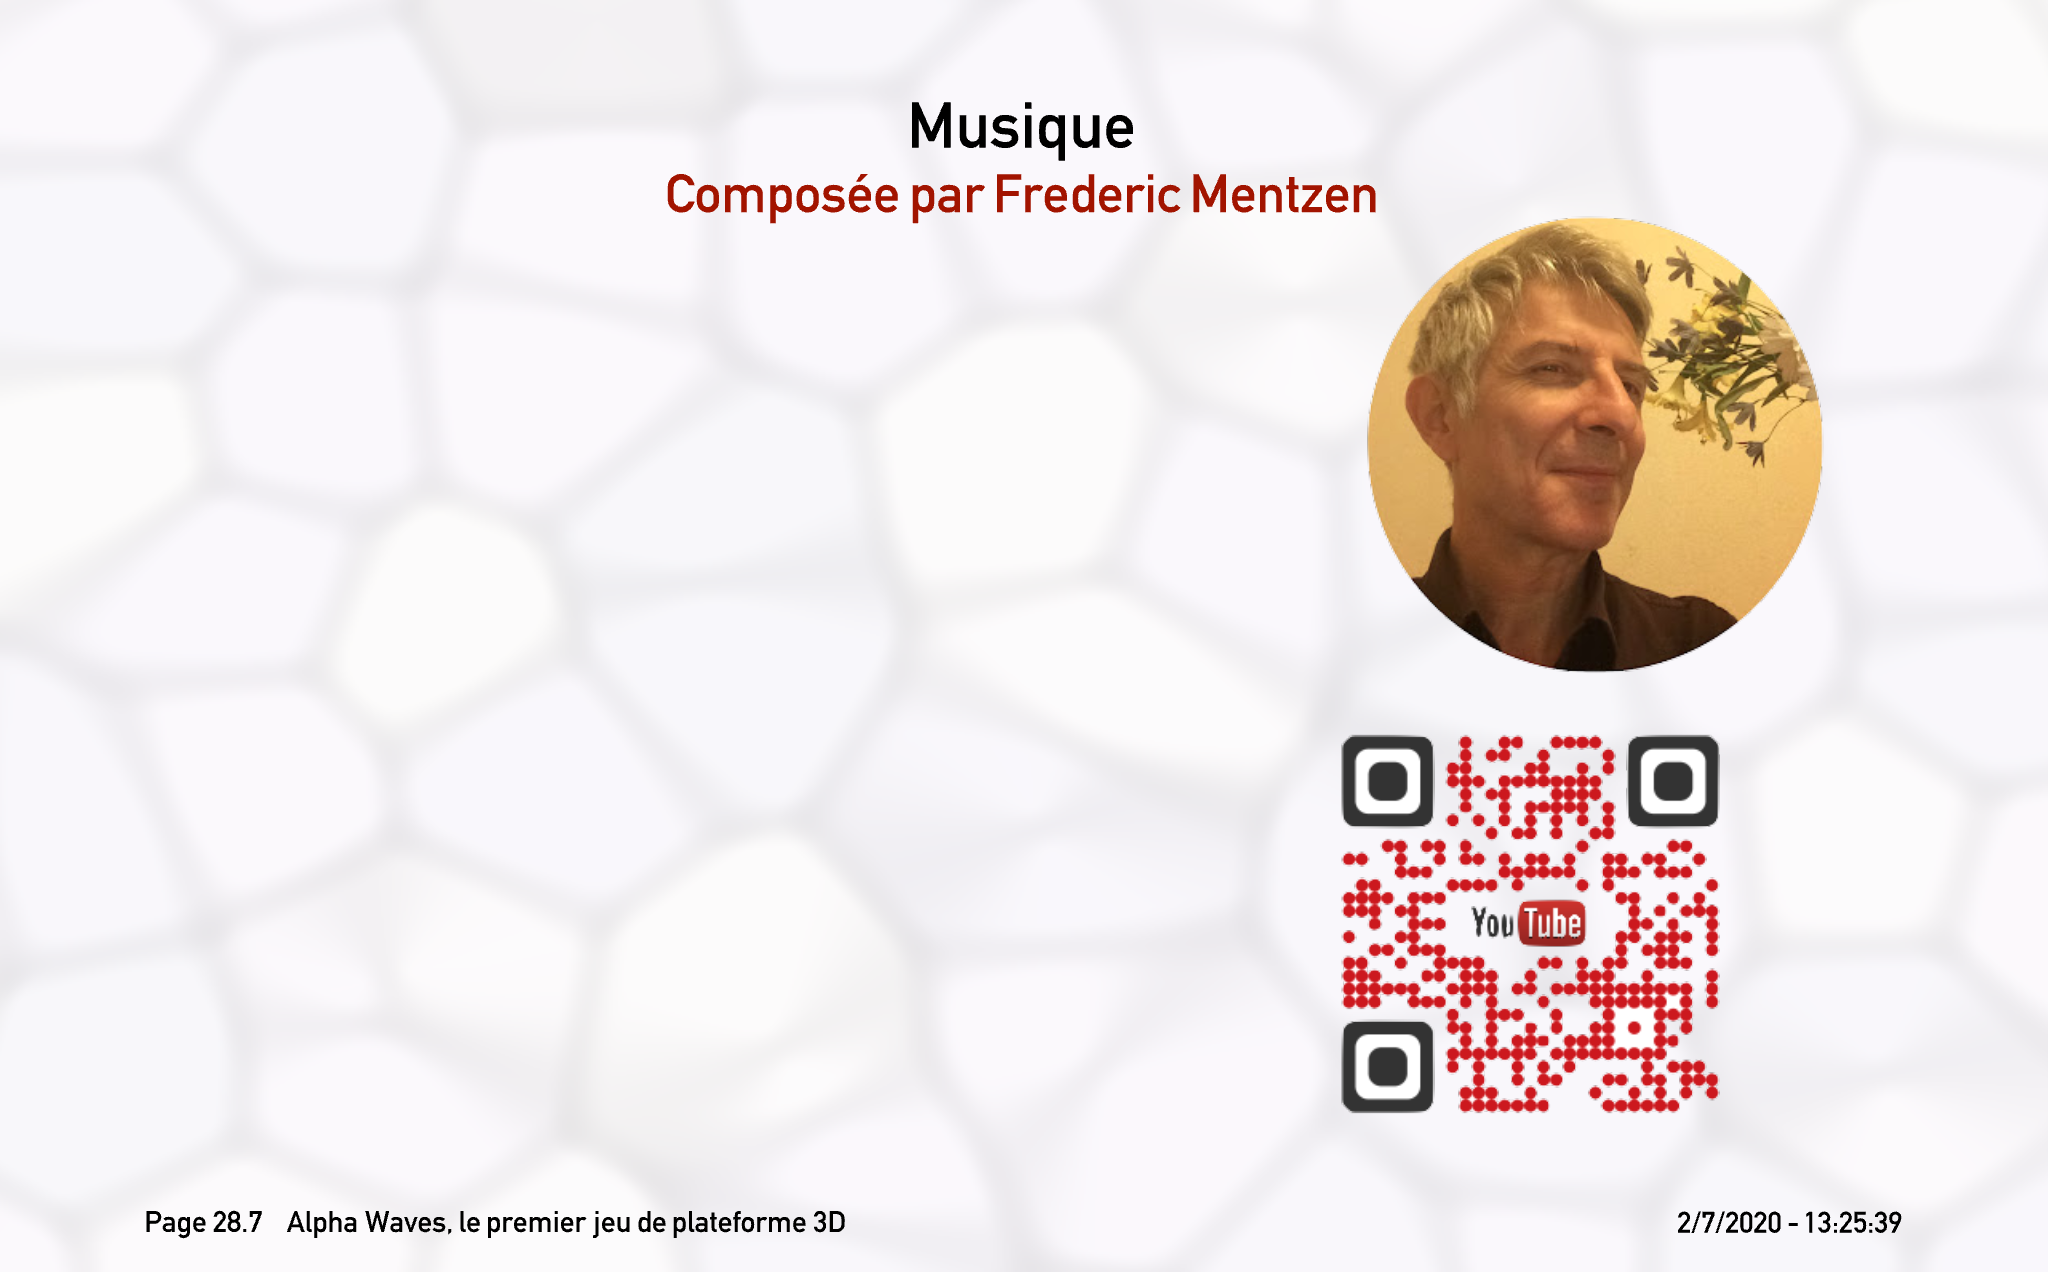 Musique
Composée par Frederic Mentzen
YouTube
Page 28.7 Alpha Waves, le premier jeu de plateforme 3D
2/7/2020 - 13:25:39